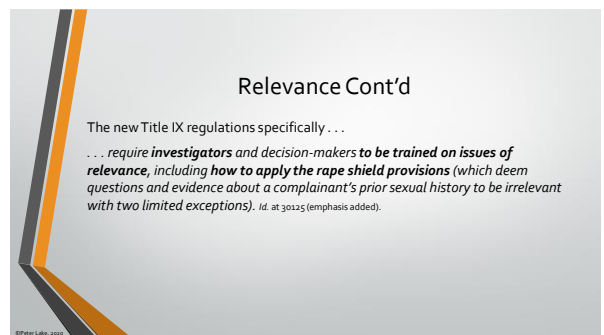 Relevance Cont'd
The new Title IX regulations specifically . . .
. . . require investigators and decision-makers to be trained on issues of
relevance, including how to apply the rape shield provisions (which deem
questions and evidence about a complainant's prior sexual history to be irrelevant
with two limited exceptions). Id. at 30125 (emphasis added).
©Peter Lake, 2020